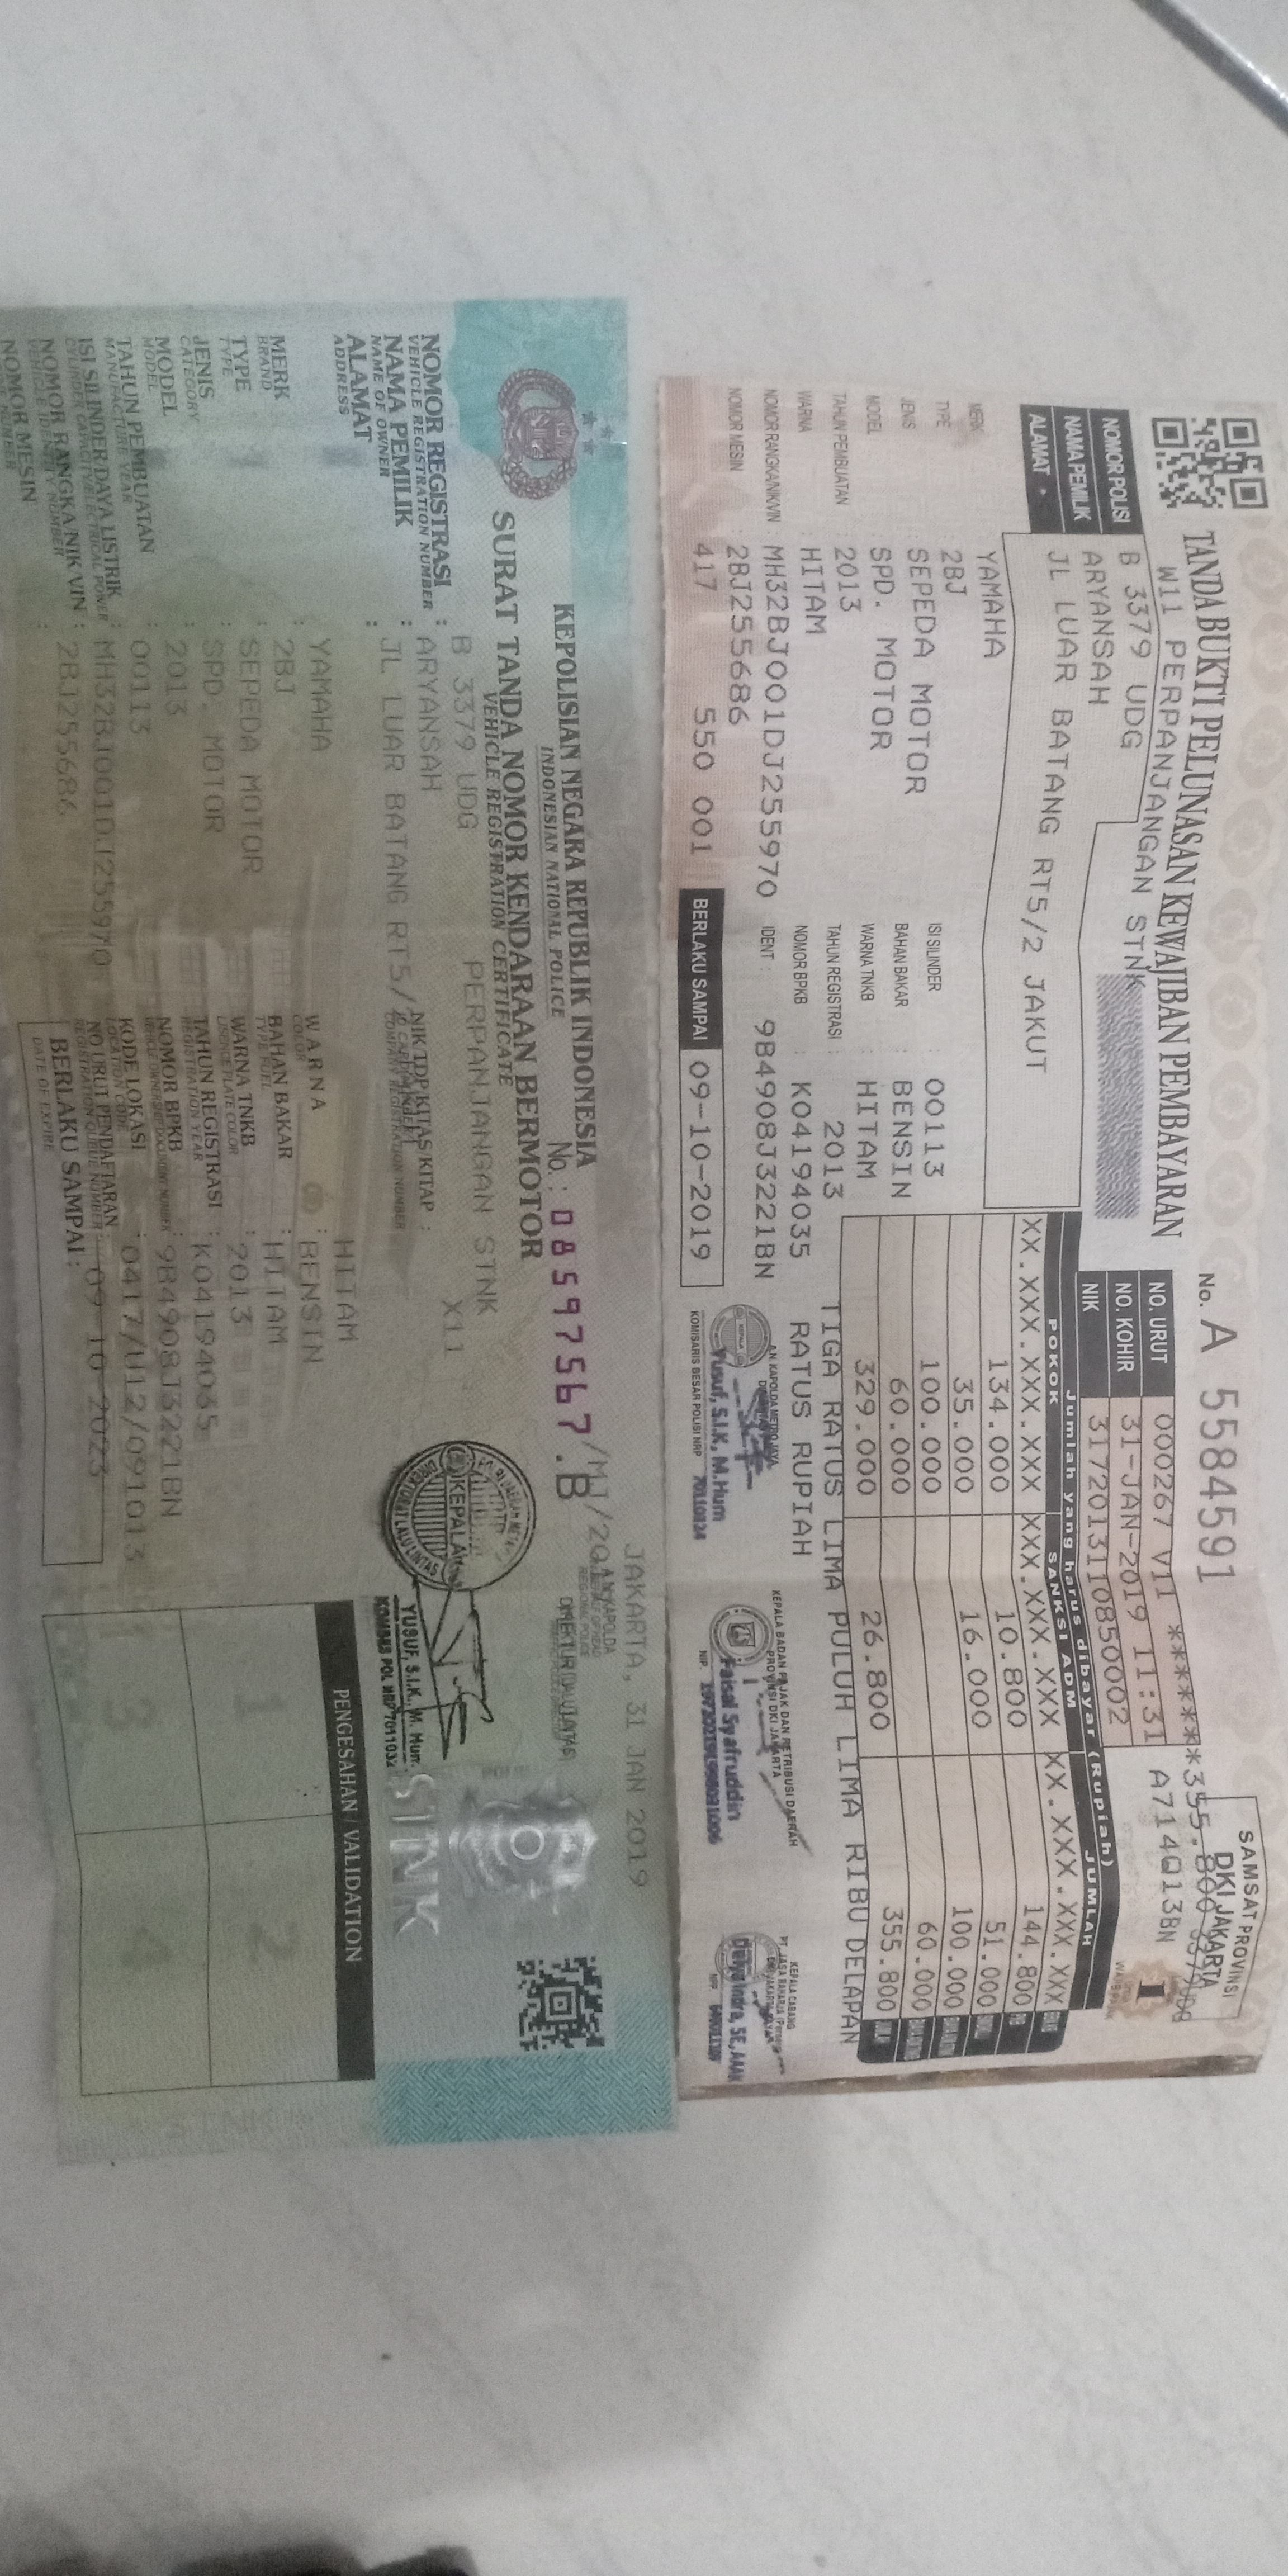 TANDA BUKTI PELUNASAN KEWAJIBAN PEMBAYARAN
No. A 5584591
SAMSAT PROVINSI
DKI JAKARTA
W11 PERPANJANGAN STNK
NO. URUT 000267 V11 *******355.800 3379UDG
NOMOR POLISI B 3379 UDG
NO. KOHIR 31-JAN-2019 11:31 A714Q13BN
NAMA PEMILIK ARYANSAH
NIK 3172013110850002
ALAMAT JL LUAR BATANG RT5/2 JAKUT
Jumlah yang harus dibayar (Rupiah)
POKOK SANKSI ADM JUMLAH
XX.XXX.XXX.XXX XXX.XXX.XXX XX.XXX.XXX.XXX
134.000 10.800 144.800
35.000 16.000 51.000
100.000 100.000
60.000 60.000
329.000 26.800 355.800
TIGA RATUS LIMA PULUH LIMA RIBU DELAPAN
RATUS RUPIAH
MERK YAMAHA
TYPE 2BJ
ISI SILINDER : 00113
JENIS SEPEDA MOTOR
BAHAN BAKAR : BENSIN
MODEL SPD. MOTOR
WARNA TNKB : HITAM
TAHUN PEMBUATAN : 2013
TAHUN REGISTRASI : 2013
WARNA : HITAM
NOMOR BPKB : K04194035
NOMOR RANGKA/NIK/VIN MH32BJ001DJ255970
IDENT : 9B4908J3221BN
NOMOR MESIN : 2BJ255686
417 550 001
BERLAKU SAMPAI 09-10-2019
A.N. KAPOLDA METRO JAYA
Yusuf, S.I.K, M.Hum
KOMISARIS BESAR POLISI NRP 70110324
KEPALA BADAN PAJAK DAN RETRIBUSI DAERAH
PROVINSI DKI JAKARTA
Faisal Syafruddin
NIP.
KEPALA CABANG
PT. JASA RAHARJA (Persero)
JAKARTA, 31 JAN 2019
KEPOLISIAN NEGARA REPUBLIK INDONESIA
INDONESIAN NATIONAL POLICE
No. : 08597567 /MJ/20 .B
SURAT TANDA NOMOR KENDARAAN BERMOTOR
VEHICLE REGISTRATION CERTIFICATE
NOMOR REGISTRASI : B 3379 UDG PERPANJANGAN STNK
VEHICLE REGISTRATION NUMBER
X11
NAMA PEMILIK : ARYANSAH
NAME OF OWNER
NIK TDP KITAS KITAP :
ALAMAT : JL LUAR BATANG RT5/
ADDRESS
MERK : YAMAHA
BRAND
WARNA : HITAM
COLOR
TYPE : 2BJ
TYPE
BAHAN BAKAR : BENSIN
JENIS : SEPEDA MOTOR
CATEGORY
WARNA TNKB : HITAM
MODEL : SPD. MOTOR
MODEL
TAHUN REGISTRASI : 2013
REGISTRATION YEAR
TAHUN PEMBUATAN : 2013
MANUFACTURE YEAR
NOMOR BPKB : K04194035
ISI SILINDER/DAYA LISTRIK : 00113
KODE LOKASI : 9B4908J3221BN
LOCATION CODE
NOMOR RANGKA/NIK/VIN : MH32BJ001DJ255970
NO URUT PENDAFTARAN : 0417/U12/091013
NOMOR MESIN : 2BJ255686
BERLAKU SAMPAI : 09 10 2023
DATE OF EXPIRE
KEPALA
DIREKTORAT LALU LINTAS
YUSUF, S.I.K., M. Hum.
KOMBES POL NRP 7011032
STNK
PENGESAHAN / VALIDATION
1 2
3 4